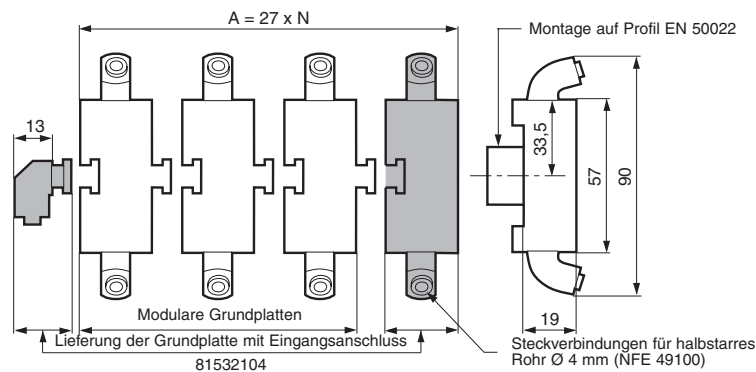 A = 27 x N
Montage auf Profil EN 50022
13
33,5
57
90
Modulare Grundplatten
19
Lieferung der Grundplatte mit Eingangsanschluss
81532104
Steckverbindungen für halbstarres
Rohr Ø 4 mm (NFE 49100)